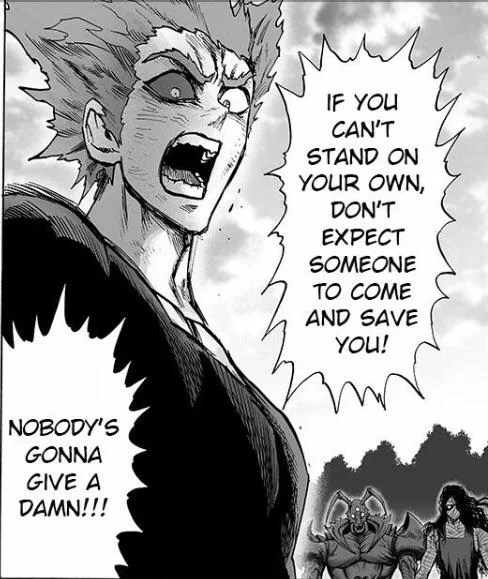 IF YOU
CAN'T
STAND ON
YOUR OWN,
DON'T
EXPECT
SOMEONE
TO COME
AND SAVE
YOU!
NOBODY'S
GONNA
GIVE A
DAMN!!!